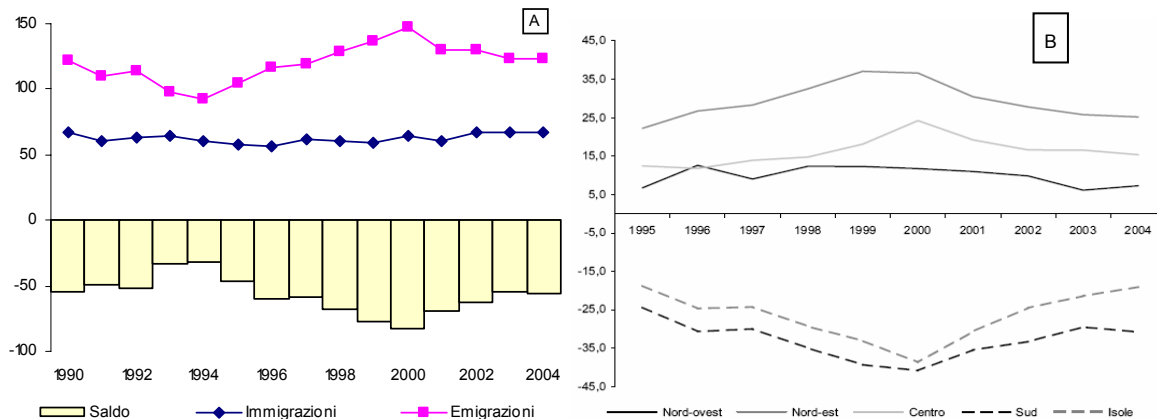 A
150
100
50
0
-50
-100
1990 1992 1994 1996 1998 2000 2002 2004
Saldo Immigrazioni Emigrazioni
B
45,0
35,0
25,0
15,0
5,0
-5,0
-15,0
-25,0
-35,0
-45,0
1995 1996 1997 1998 1999 2000 2001 2002 2003 2004
Nord-ovest Nord-est Centro Sud Isole